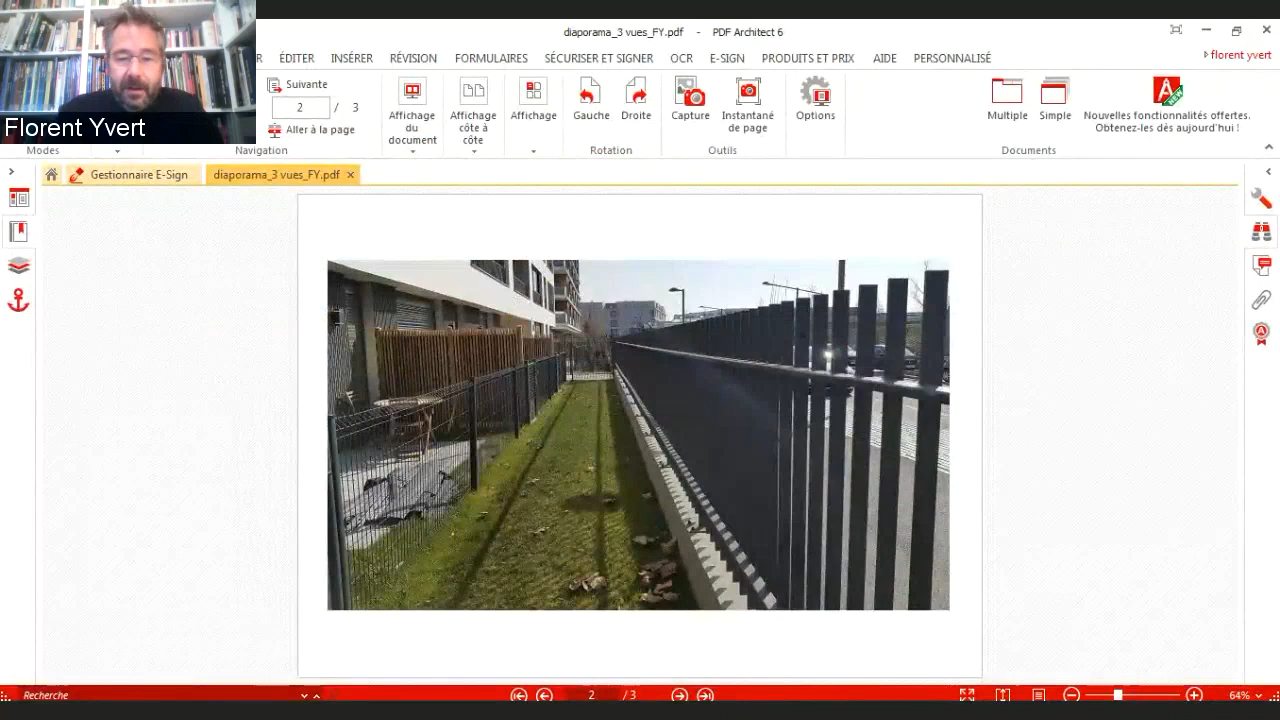 diaporama_3 vues_FY.pdf - PDF Architect 6
R ÉDITER INSÉRER RÉVISION FORMULAIRES SÉCURISER ET SIGNER OCR E-SIGN PRODUITS ET PRIX AIDE PERSONNALISÉ
florent yvert
Florent Yvert
Suivante
2 / 3
Aller à la page
Affichage
du
document
Affichage
côte à
côte
Affichage
Gauche
Droite
Capture
Instantané
de page
Options
Multiple
Simple
NEW
Nouvelles fonctionnalités offertes.
Obtenez-les dès aujourd'hui !
Modes
Navigation
Rotation
Outils
Documents
Gestionnaire E-Sign
diaporama_3 vues_FY.pdf
Recherche
2 / 3
64%